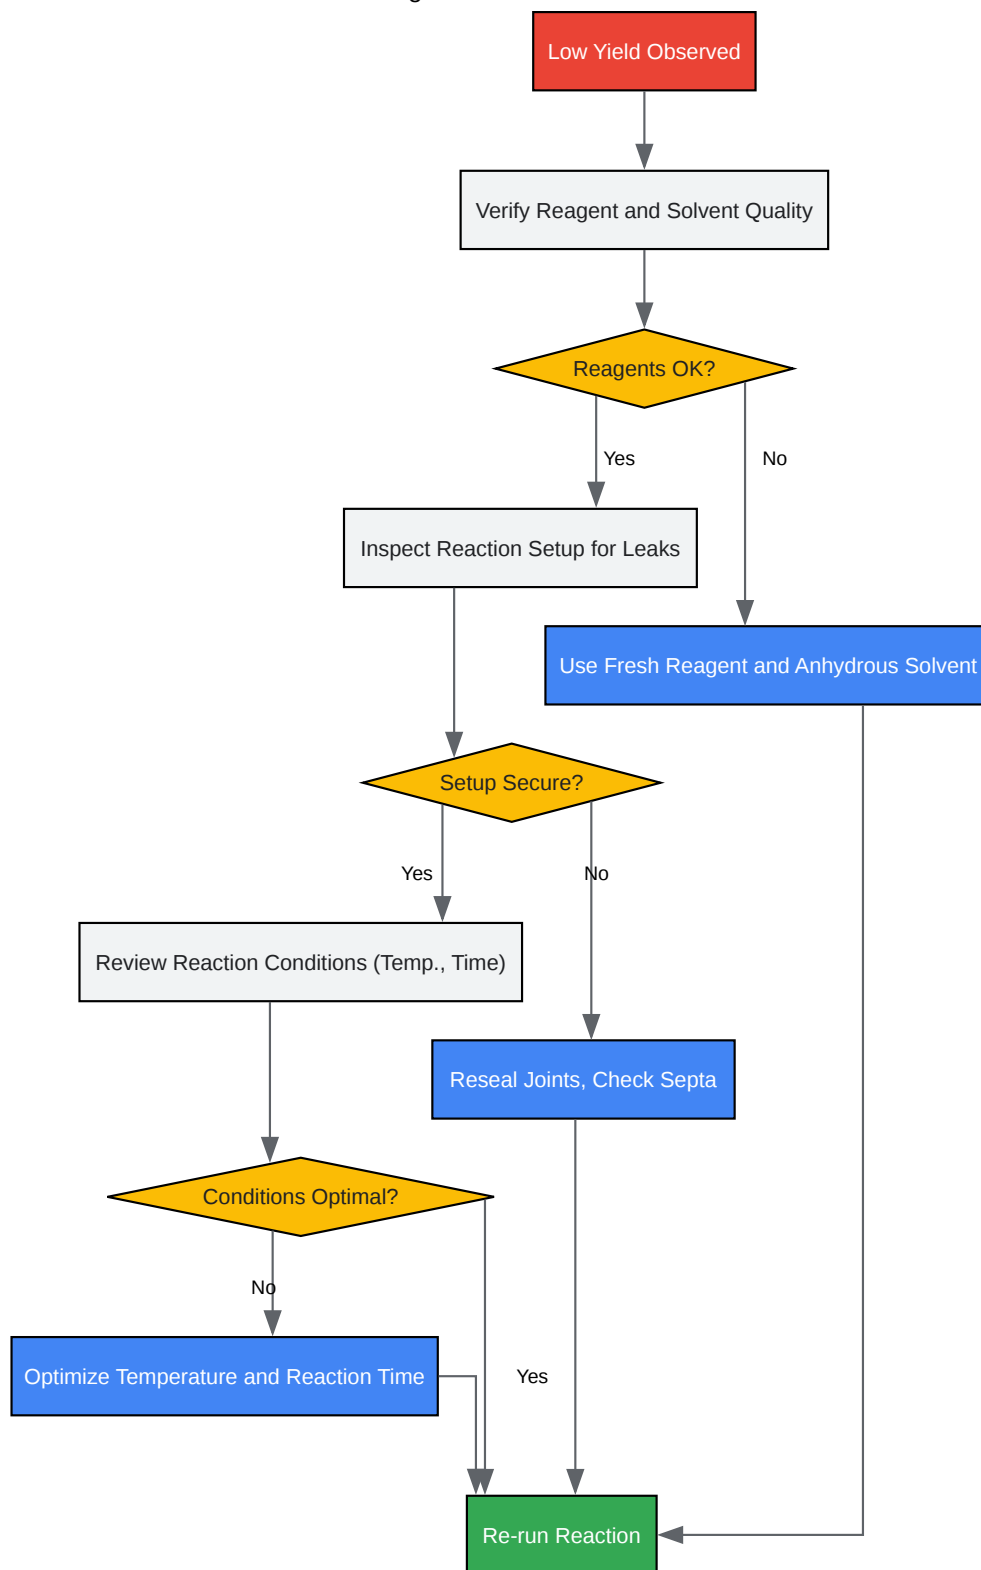 Low Yield Observed
Verify Reagent and Solvent Quality
Reagents OK?
Yes
No
Inspect Reaction Setup for Leaks
Use Fresh Reagent and Anhydrous Solvent
Setup Secure?
Yes
No
Review Reaction Conditions (Temp., Time)
Reseal Joints, Check Septa
Conditions Optimal?
No
Optimize Temperature and Reaction Time
Yes
Re-run Reaction